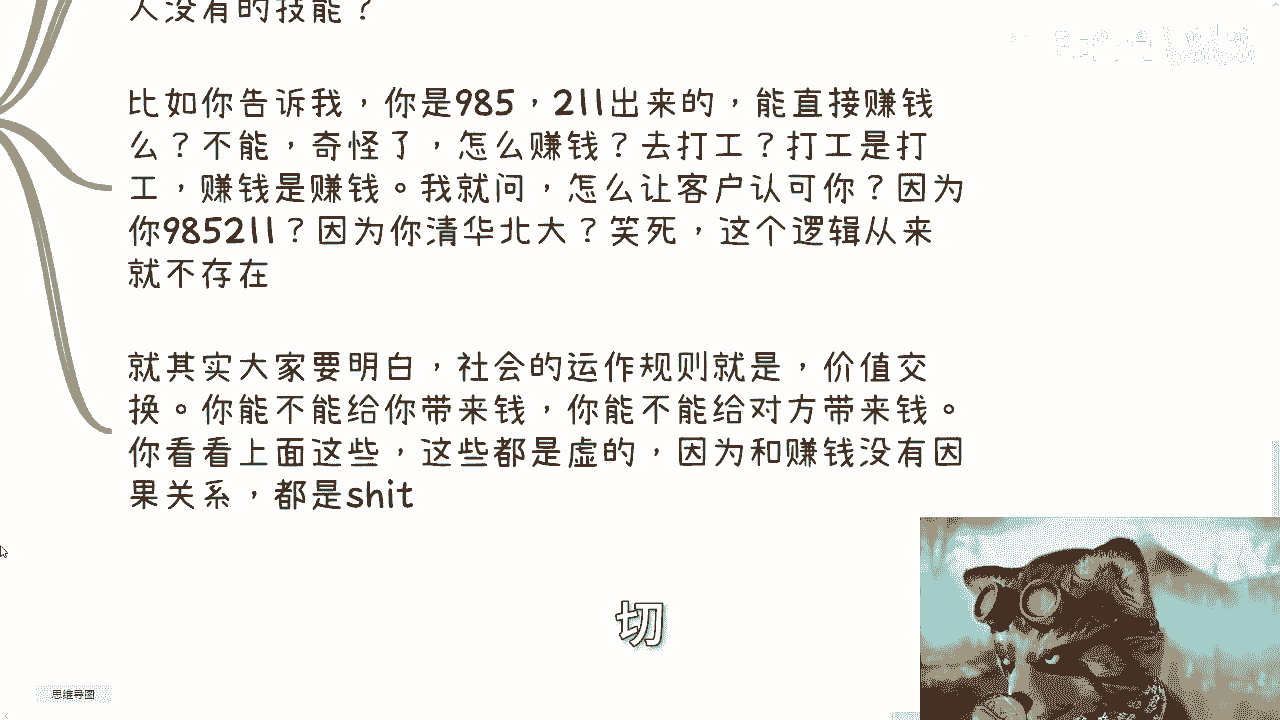 人没有的技能？
比如你告诉我，你是985，211出来的，能直接赚钱
么？不能，奇怪了，怎么赚钱？去打工？打工是打
工，赚钱是赚钱。我就问，怎么让客户认可你？因为
你985211？因为你清华北大？笑死，这个逻辑从来
就不存在
就其实大家要明白，社会的运作规则就是，价值交
换。你能不能给你带来钱，你能不能给对方带来钱。
你看看上面这些，这些都是虚的，因为和赚钱没有因
果关系，都是shit
切
思维导图